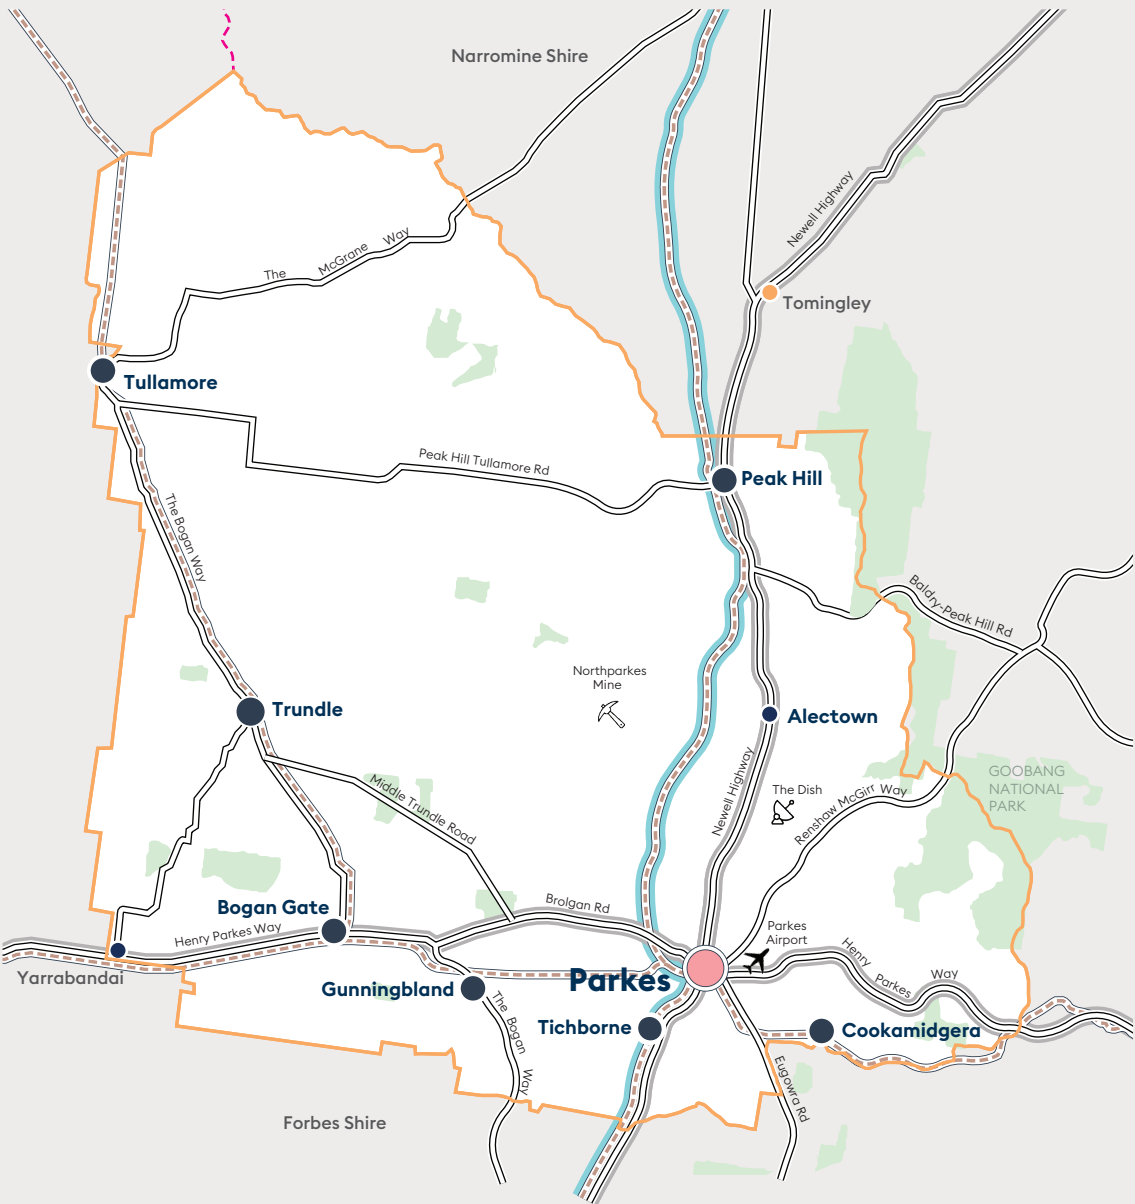 Narromine Shire
Newell Highway
The McGrane Way
Tomingley
Tullamore
Peak Hill Tullamore Rd
Peak Hill
The Bogan Way
Baldry-Peak Hill Rd
Northparkes
Mine
Trundle
Alectown
Newell Highway
GOOBANG
NATIONAL
PARK
Middle Trundle Road
The Dish
Renshaw McGirr Way
Bogan Gate
Brolgan Rd
Henry Parkes Way
Parkes
Airport
Henry Parkes Way
Yarrabandai
Gunningbland
Parkes
The Bogan Way
Tichborne
Cookamidgera
Eugowra Rd
Forbes Shire